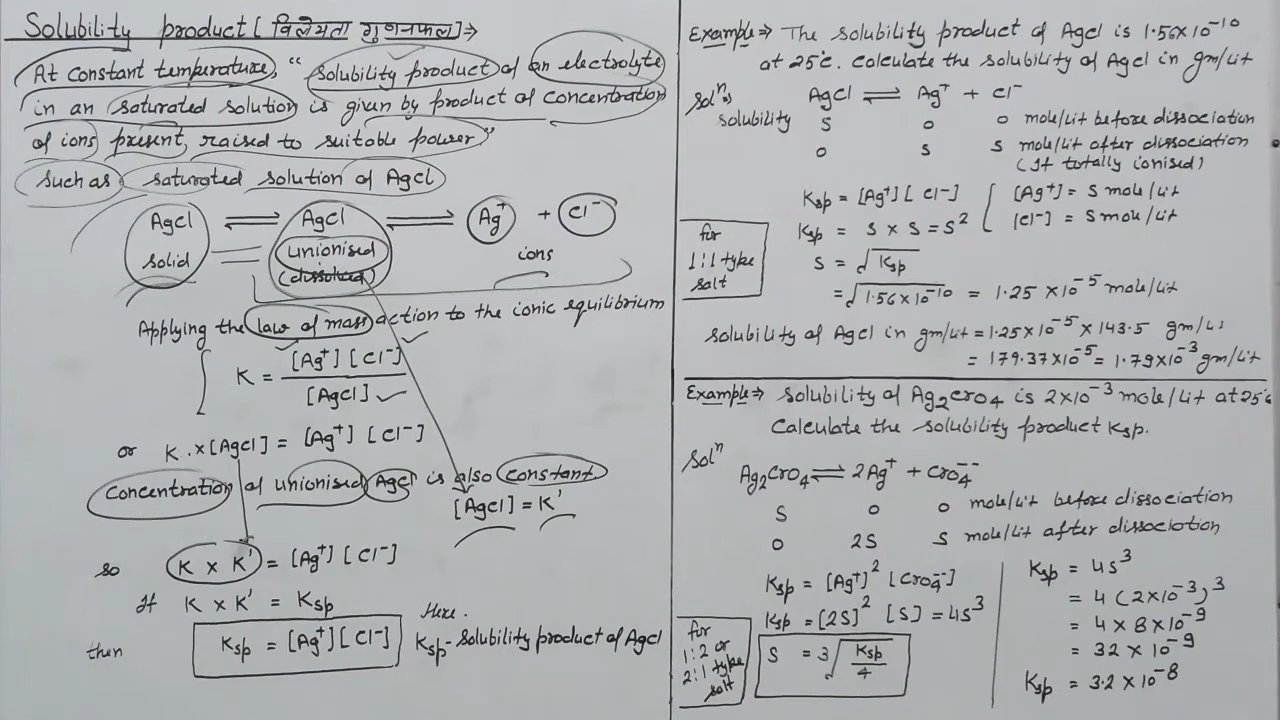 Solubility product [ विलेयता गुणनफल ] ⇒
At constant temperature, "Solubility product of an electrolyte
in an saturated solution is given by product of concentration
of ions present, raised to suitable power"
Such as saturated solution of Agcl
Agcl ⇌ Agcl ⇌ Ag⁺ + Cl⁻
solid unionised ions
(dissolved)
Applying the law of mass action to the ionic equilibrium
K = [Ag⁺] [Cl⁻] / [Agcl]
or K . × [Agcl] = [Ag⁺] [Cl⁻]
Concentration of unionised Agcl is also constant
[Agcl] = K'
so K × K' = [Ag⁺] [Cl⁻]
If K × K' = Ksp
Here.
then Ksp = [Ag⁺] [Cl⁻] Ksp - Solubility product of Agcl
Example ⇒ The solubility product of Agcl is 1.56×10⁻¹⁰
at 25°c. Calculate the solubility of Agcl in gm/lit
Solⁿ ⇒ AgCl ⇌ Ag⁺ + Cl⁻
solubility S 0 0 mole/lit before dissociation
0 S S mole/lit after dissociation
(If totally ionised)
Ksp = [Ag⁺] [Cl⁻] [Ag⁺] = S mole/lit
Ksp = S × S = S² [Cl⁻] = S mole/lit
for
1:1 type
salt
S = √Ksp
= √1.56×10⁻¹⁰ = 1.25 × 10⁻⁵ mole/lit
Solubility of Agcl in gm/lit = 1.25×10⁻⁵ × 143.5 gm/li
= 179.37×10⁻⁵ = 1.79×10⁻³ gm/lit
Example ⇒ Solubility of Ag₂cro₄ is 2×10⁻³ mole/lit at 25°c
Calculate the solubility product Ksp.
Solⁿ
Ag₂cro₄ ⇌ 2Ag⁺ + cro₄⁻⁻
S 0 0 mole/lit before dissociation
0 2S S mole/lit after dissociation
Ksp = [Ag⁺]² [cro₄⁻⁻]
Ksp = [2S]² [S] = 4S³
for
1:2 or
2:1 type
salt
S = ³√Ksp/4
Ksp = 4S³
= 4 (2×10⁻³)³
= 4 × 8 × 10⁻⁹
= 32 × 10⁻⁹
Ksp = 3.2 × 10⁻⁸